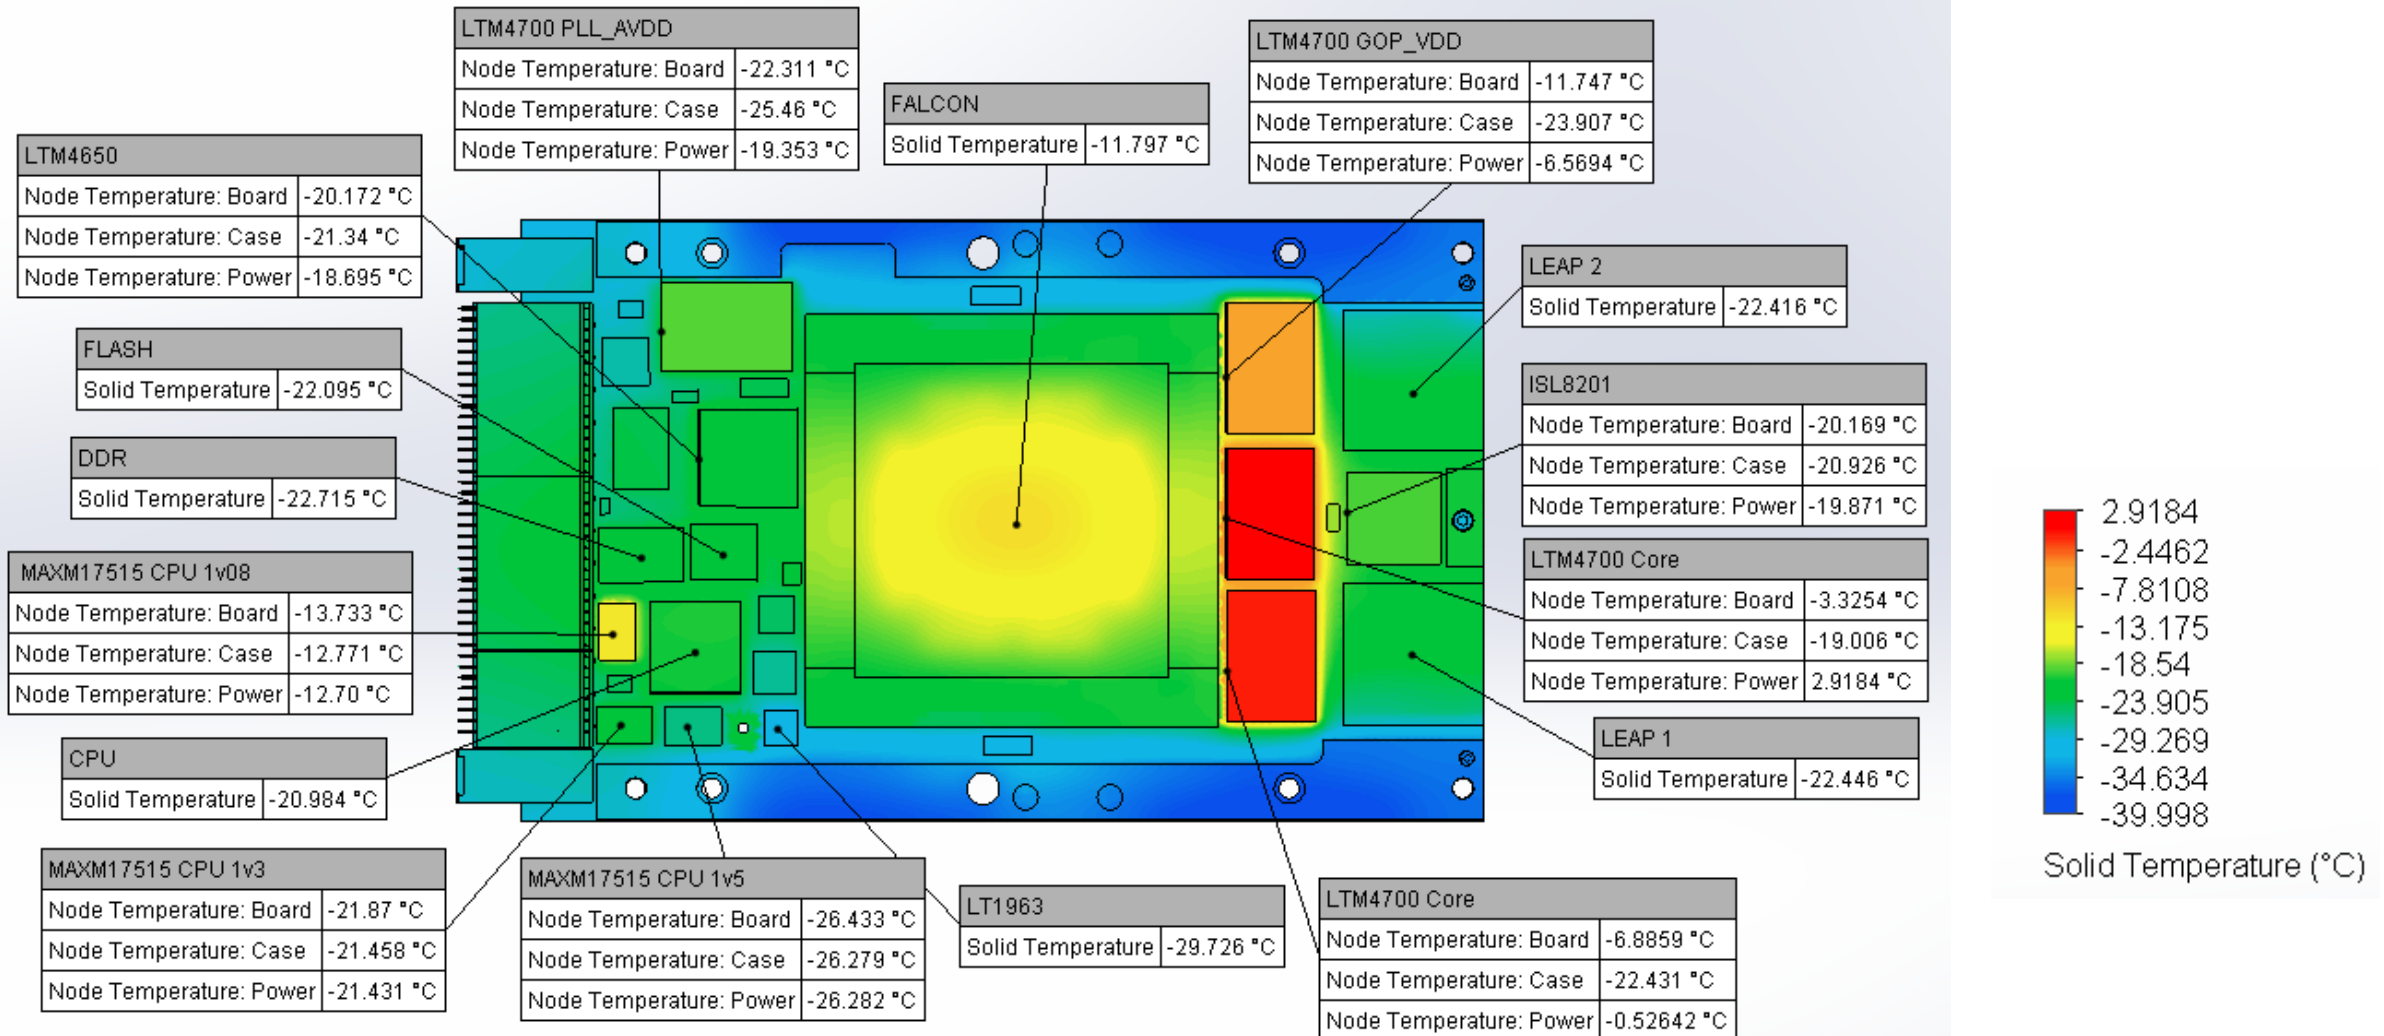 LTM4700 PLL_AVDD
Node Temperature: Board -22.311 °C
Node Temperature: Case -25.46 °C
Node Temperature: Power -19.353 °C
LTM4700 GOP_VDD
Node Temperature: Board -11.747 °C
Node Temperature: Case -23.907 °C
Node Temperature: Power -6.5694 °C
FALCON
Solid Temperature -11.797 °C
LTM4650
Node Temperature: Board -20.172 °C
Node Temperature: Case -21.34 °C
Node Temperature: Power -18.695 °C
LEAP 2
Solid Temperature -22.416 °C
FLASH
Solid Temperature -22.095 °C
ISL8201
Node Temperature: Board -20.169 °C
Node Temperature: Case -20.926 °C
Node Temperature: Power -19.871 °C
DDR
Solid Temperature -22.715 °C
LTM4700 Core
Node Temperature: Board -3.3254 °C
Node Temperature: Case -19.006 °C
Node Temperature: Power 2.9184 °C
MAXM17515 CPU 1v08
Node Temperature: Board -13.733 °C
Node Temperature: Case -12.771 °C
Node Temperature: Power -12.70 °C
LEAP 1
Solid Temperature -22.446 °C
CPU
Solid Temperature -20.984 °C
MAXM17515 CPU 1v3
Node Temperature: Board -21.87 °C
Node Temperature: Case -21.458 °C
Node Temperature: Power -21.431 °C
MAXM17515 CPU 1v5
Node Temperature: Board -26.433 °C
Node Temperature: Case -26.279 °C
Node Temperature: Power -26.282 °C
LT1963
Solid Temperature -29.726 °C
LTM4700 Core
Node Temperature: Board -6.8859 °C
Node Temperature: Case -22.431 °C
Node Temperature: Power -0.52642 °C
2.9184
-2.4462
-7.8108
-13.175
-18.54
-23.905
-29.269
-34.634
-39.998
Solid Temperature (°C)